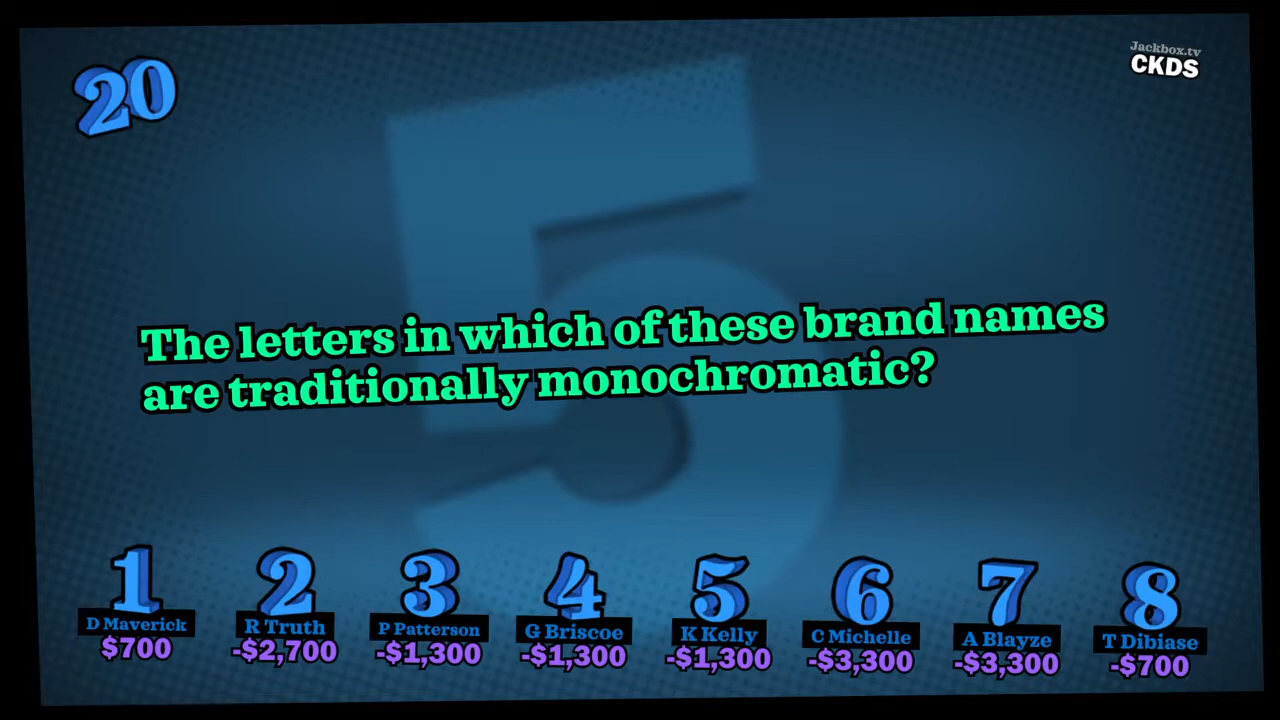 20
Jackbox.tv
CKDS
5
The letters in which of these brand names
are traditionally monochromatic?
1 2 3 4 5 6 7 8
D Maverick R Truth P Patterson G Briscoe K Kelly C Michelle A Blayze T Dibiase
$700 -$2,700 -$1,300 -$1,300 -$1,300 -$3,300 -$3,300 -$700